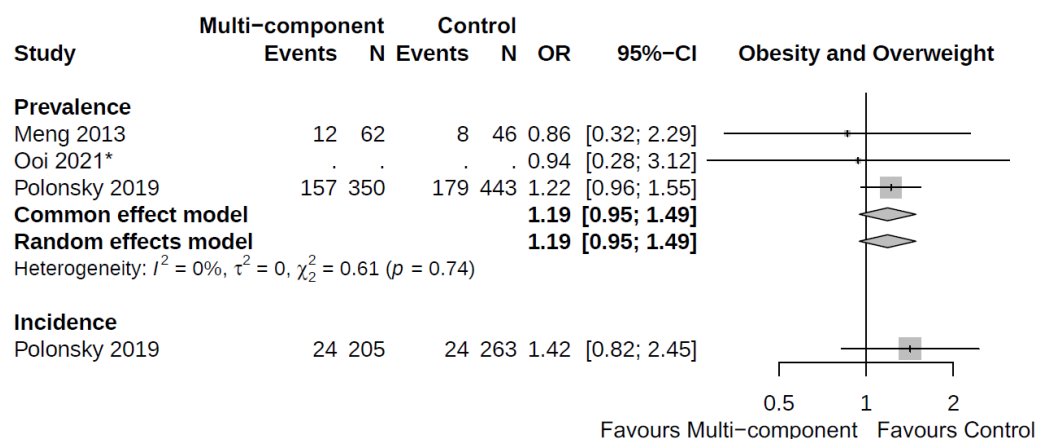 Multi−component Control
Study Events N Events N OR 95%−CI Obesity and Overweight
Prevalence
Meng 2013 12 62 8 46 0.86 [0.32; 2.29]
Ooi 2021* . . . . 0.94 [0.28; 3.12]
Polonsky 2019 157 350 179 443 1.22 [0.96; 1.55]
Common effect model 1.19 [0.95; 1.49]
Random effects model 1.19 [0.95; 1.49]
Heterogeneity: I² = 0%, τ² = 0, χ²₂ = 0.61 (p = 0.74)
Incidence
Polonsky 2019 24 205 24 263 1.42 [0.82; 2.45]
0.5 1 2
Favours Multi−component Favours Control